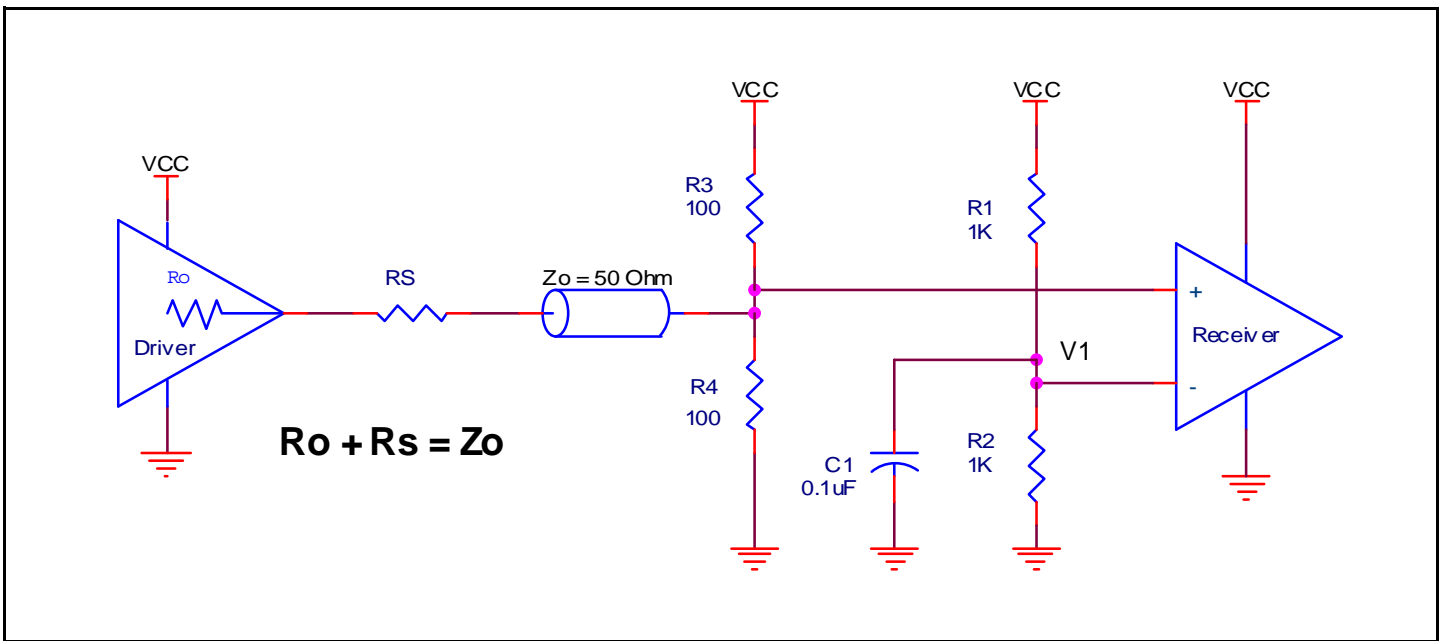 VCC
VCC
VCC
VCC
R3
100
R1
1K
Ro
RS
Zo = 50 Ohm
+
Driver
Receiver
V1
-
R4
100
Ro + Rs = Zo
C1
0.1uF
R2
1K